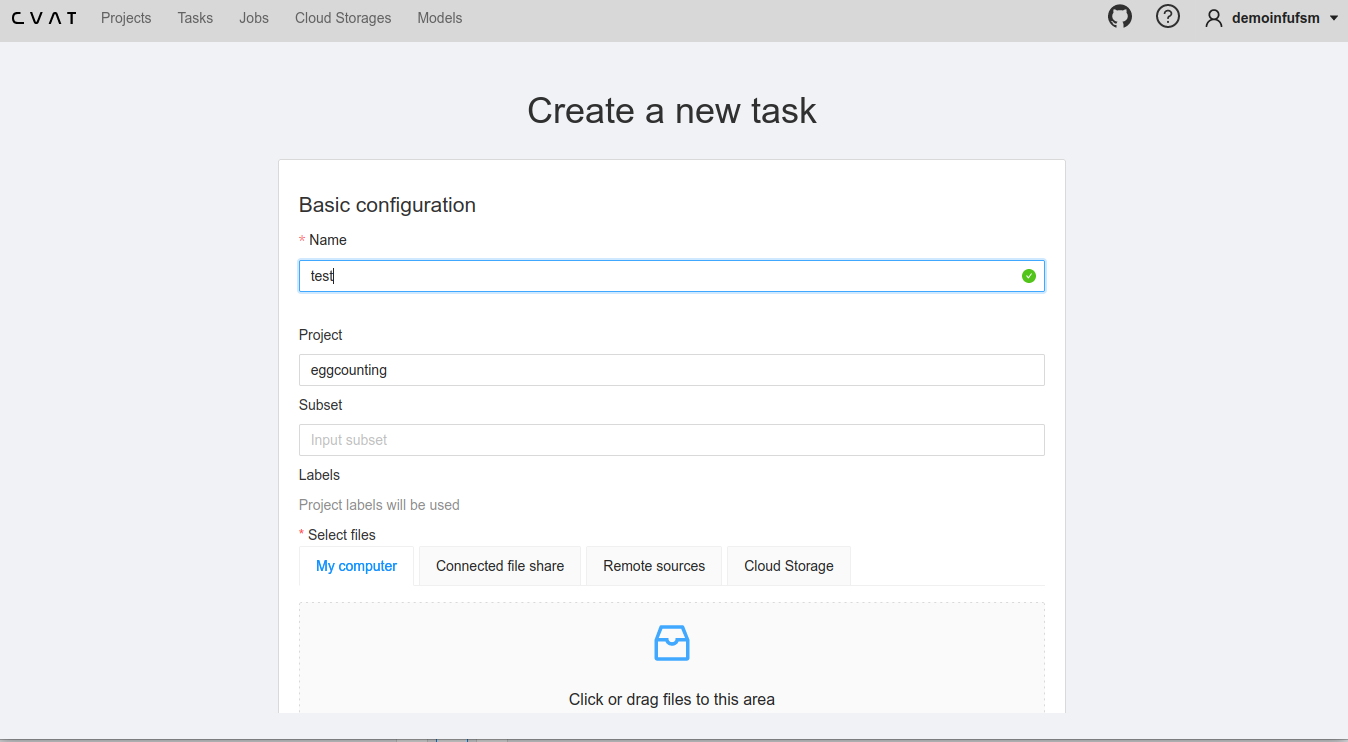 CVAT Projects Tasks Jobs Cloud Storages Models demoinfufsm
Create a new task
Basic configuration
* Name
test
Project
eggcounting
Subset
Input subset
Labels
Project labels will be used
* Select files
My computer Connected file share Remote sources Cloud Storage
Click or drag files to this area